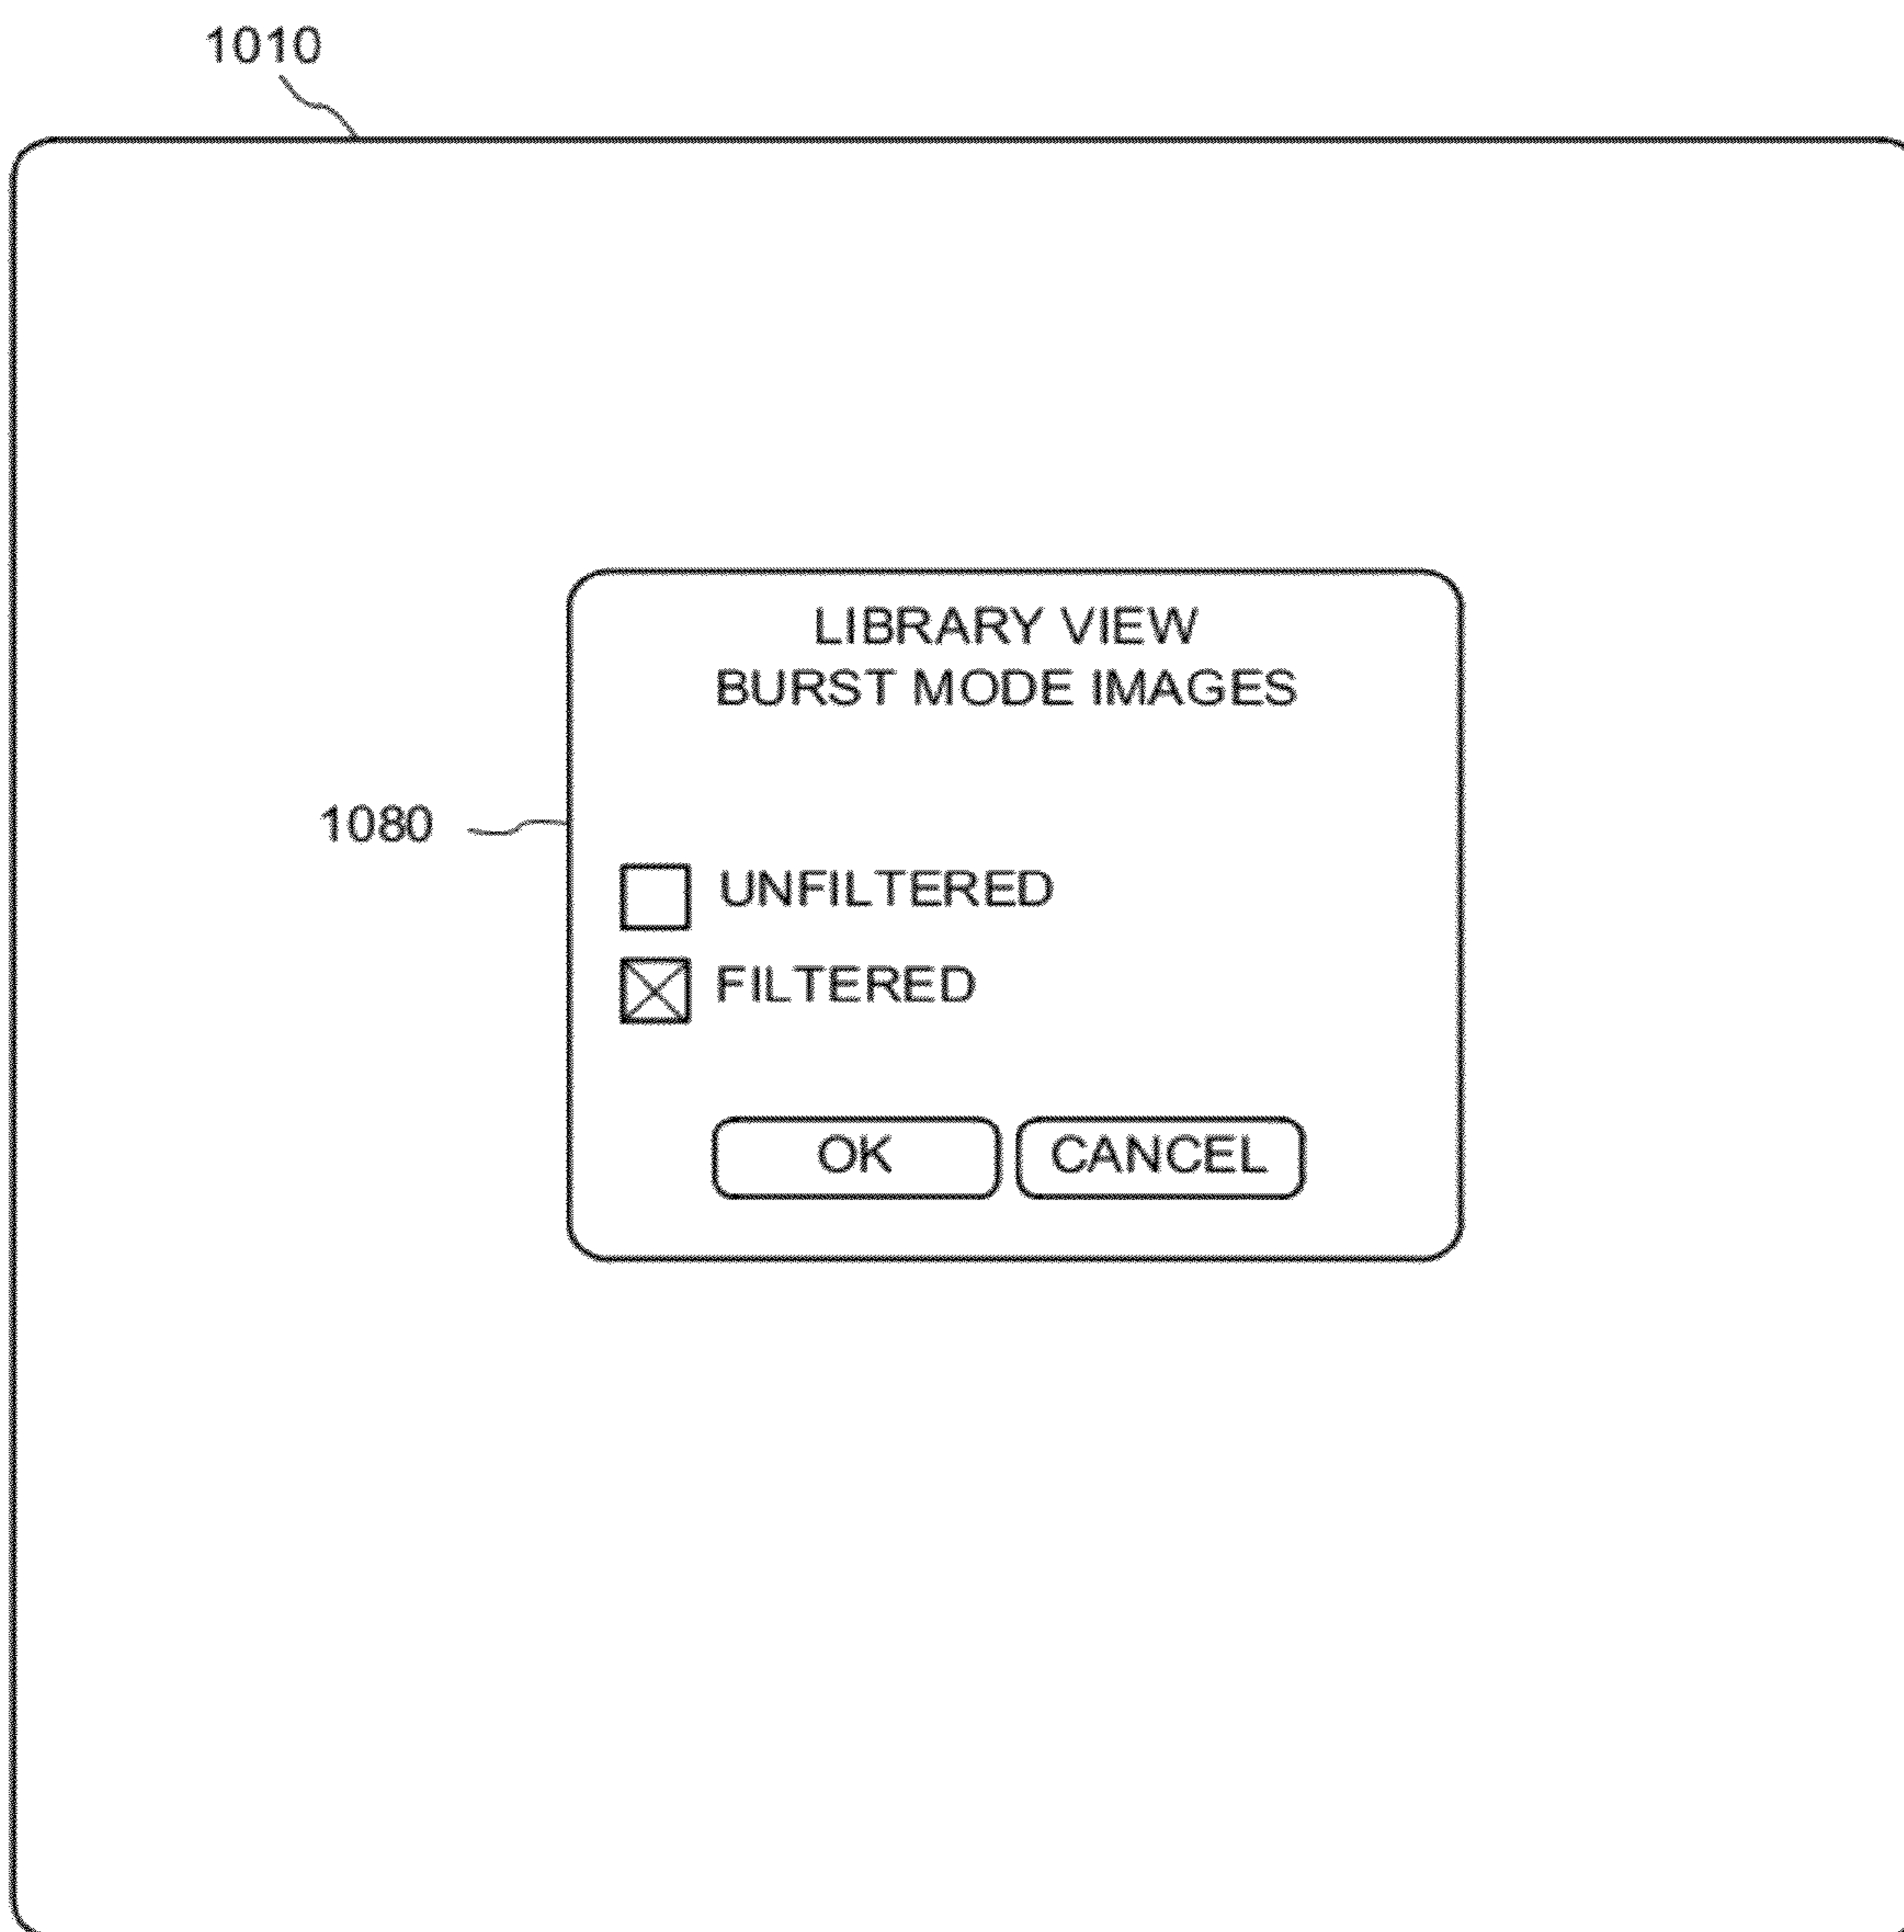 1010
LIBRARY VIEW
BURST MODE IMAGES
1080
UNFILTERED
FILTERED
OK
CANCEL